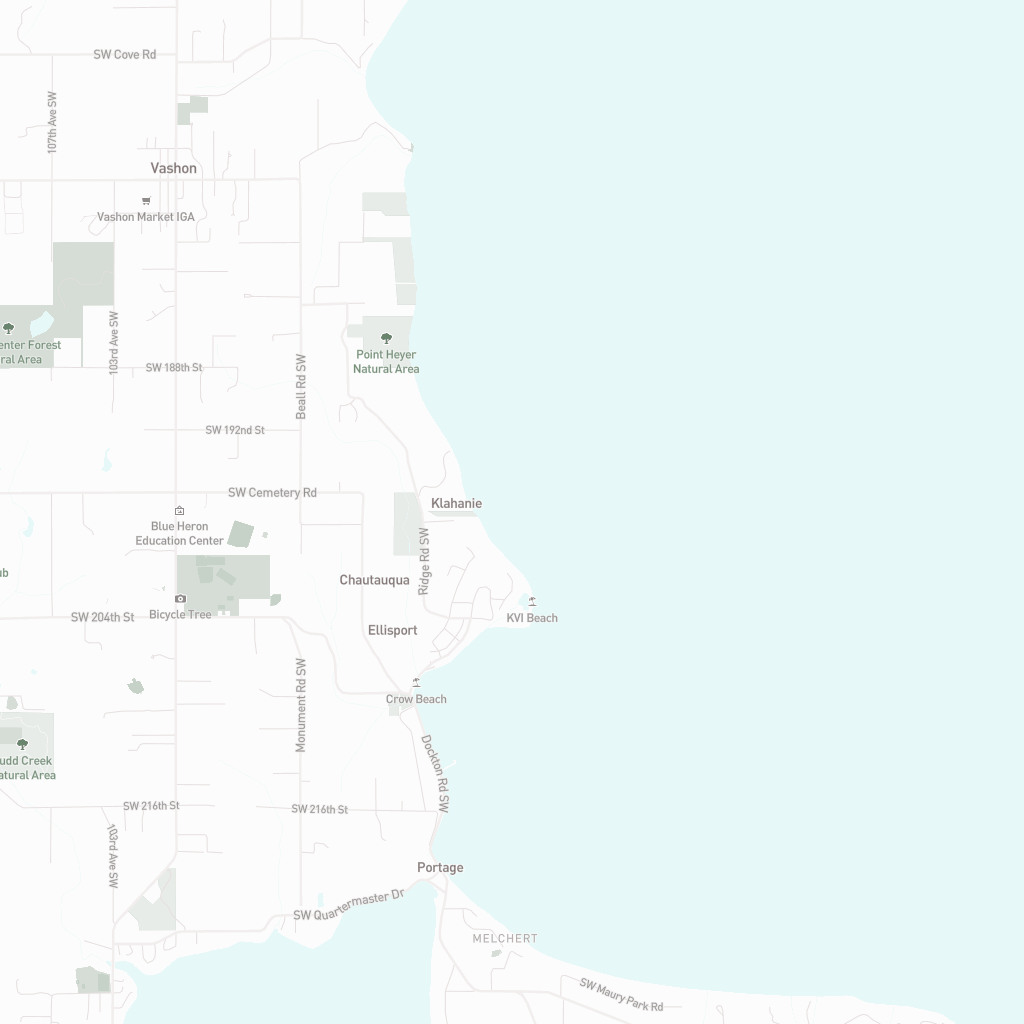 SW Cove Rd
107th Ave SW
Vashon
Vashon Market IGA
enter Forest
ral Area
103rd Ave SW
Point Heyer
Natural Area
SW 188th St
Beall Rd SW
SW 192nd St
SW Cemetery Rd
Klahanie
Blue Heron
Education Center
Ridge Rd SW
ub
Chautauqua
Bicycle Tree
SW 204th St
KVI Beach
Ellisport
Monument Rd SW
Crow Beach
udd Creek
atural Area
Dockton Rd SW
SW 216th St
SW 216th St
103rd Ave SW
Portage
SW Quartermaster Dr
MELCHERT
SW Maury Park Rd